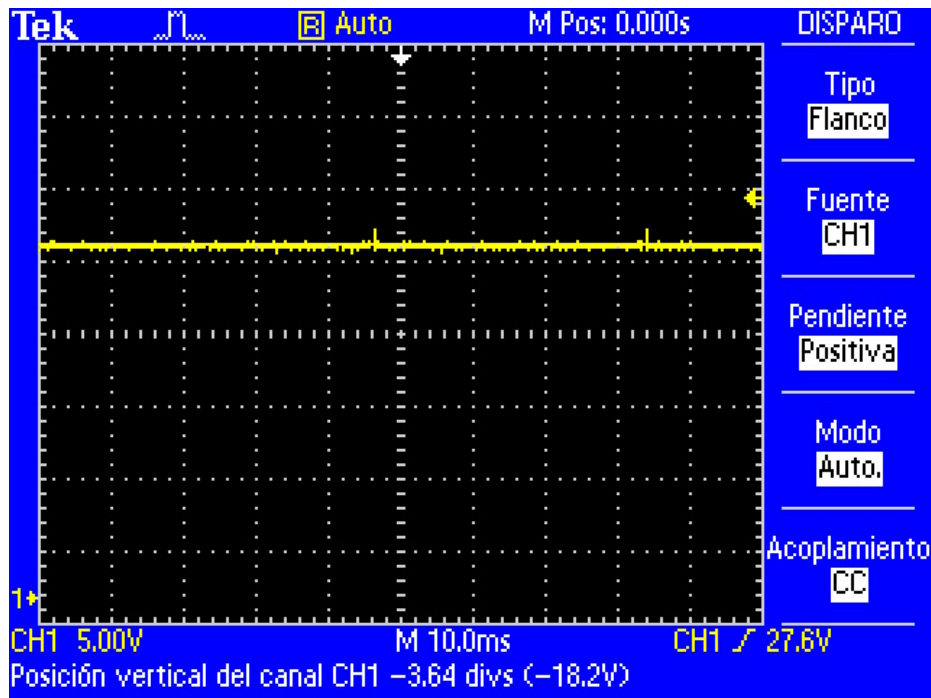 Tek R Auto M Pos: 0.000s DISPARO
Tipo
Flanco
Fuente
CH1
Pendiente
Positiva
Modo
Auto.
Acoplamiento
CC
1
CH1 5.00V M 10.0ms CH1 27.6V
Posición vertical del canal CH1 -3.64 divs (-18.2V)